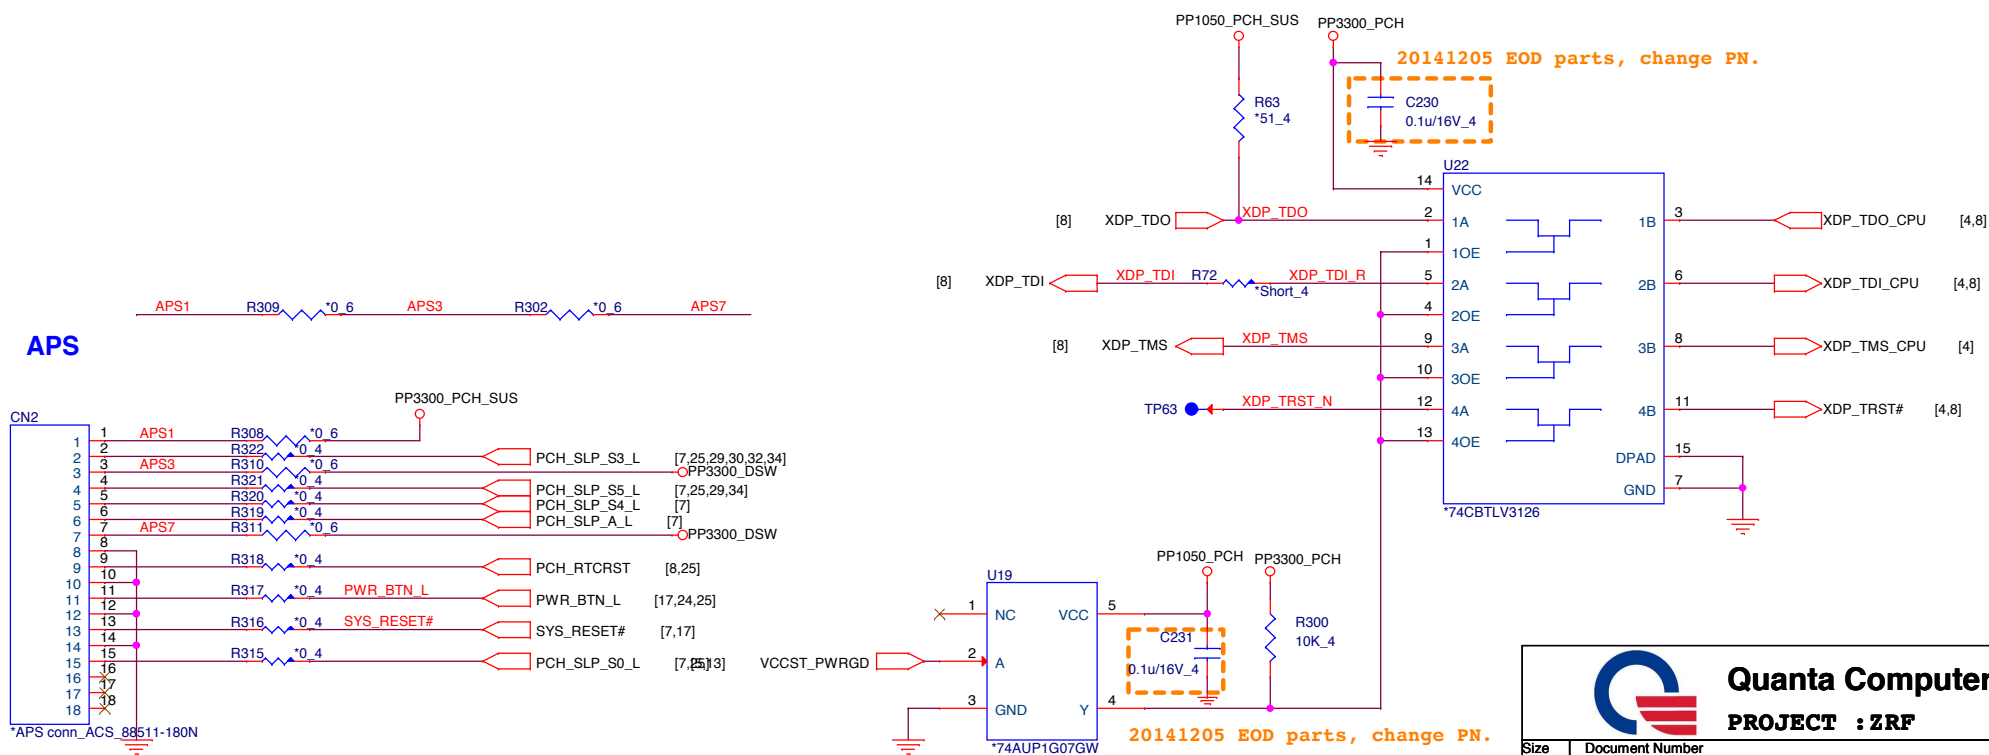 PP1050_PCH_SUS
PP3300_PCH
20141205 EOD parts, change PN.
R63
*51_4
C230
0.1u/16V_4
U22
14 VCC
[8] XDP_TDO XDP_TDO 2 1A 1B 3 XDP_TDO_CPU [4,8]
1 1OE
[8] XDP_TDI XDP_TDI R72 XDP_TDI_R 5 2A 2B 6 XDP_TDI_CPU [4,8]
*Short_4
4 2OE
[8] XDP_TMS XDP_TMS 9 3A 3B 8 XDP_TMS_CPU [4]
10 3OE
TP63 XDP_TRST_N 12 4A 4B 11 XDP_TRST# [4,8]
13 4OE
DPAD 15
GND 7
*74CBTLV3126
APS1 R309 *0_6 APS3 R302 *0_6 APS7
APS
PP3300_PCH_SUS
CN2
1 1 APS1 R308 *0_6
2 2 R322 *0_4 PCH_SLP_S3_L [7,25,29,30,32,34]
3 3 APS3 R310 *0_6 PP3300_DSW
4 4 R321 *0_4 PCH_SLP_S5_L [7,25,29,34]
5 5 R320 *0_4 PCH_SLP_S4_L [7]
6 6 R319 *0_4 PCH_SLP_A_L [7]
7 7 APS7 R311 *0_6 PP3300_DSW
8 8
9 9 R318 *0_4 PCH_RTCRST [8,25]
10 10
11 11 R317 *0_4 PWR_BTN_L PWR_BTN_L [17,24,25]
12 12
13 13 R316 *0_4 SYS_RESET# SYS_RESET# [7,17]
14 14
15 15 R315 *0_4 PCH_SLP_S0_L
16 16
17 17
18 18
*APS conn_ACS_88511-180N
PP1050_PCH
PP3300_PCH
U19
1 NC VCC 5
R300
10K_4
C231
0.1u/16V_4
VCCST_PWRGD 2 A
3 GND Y 4
*74AUP1G07GW
20141205 EOD parts, change PN.
Quanta Computer
PROJECT : ZRF
Size Document Number